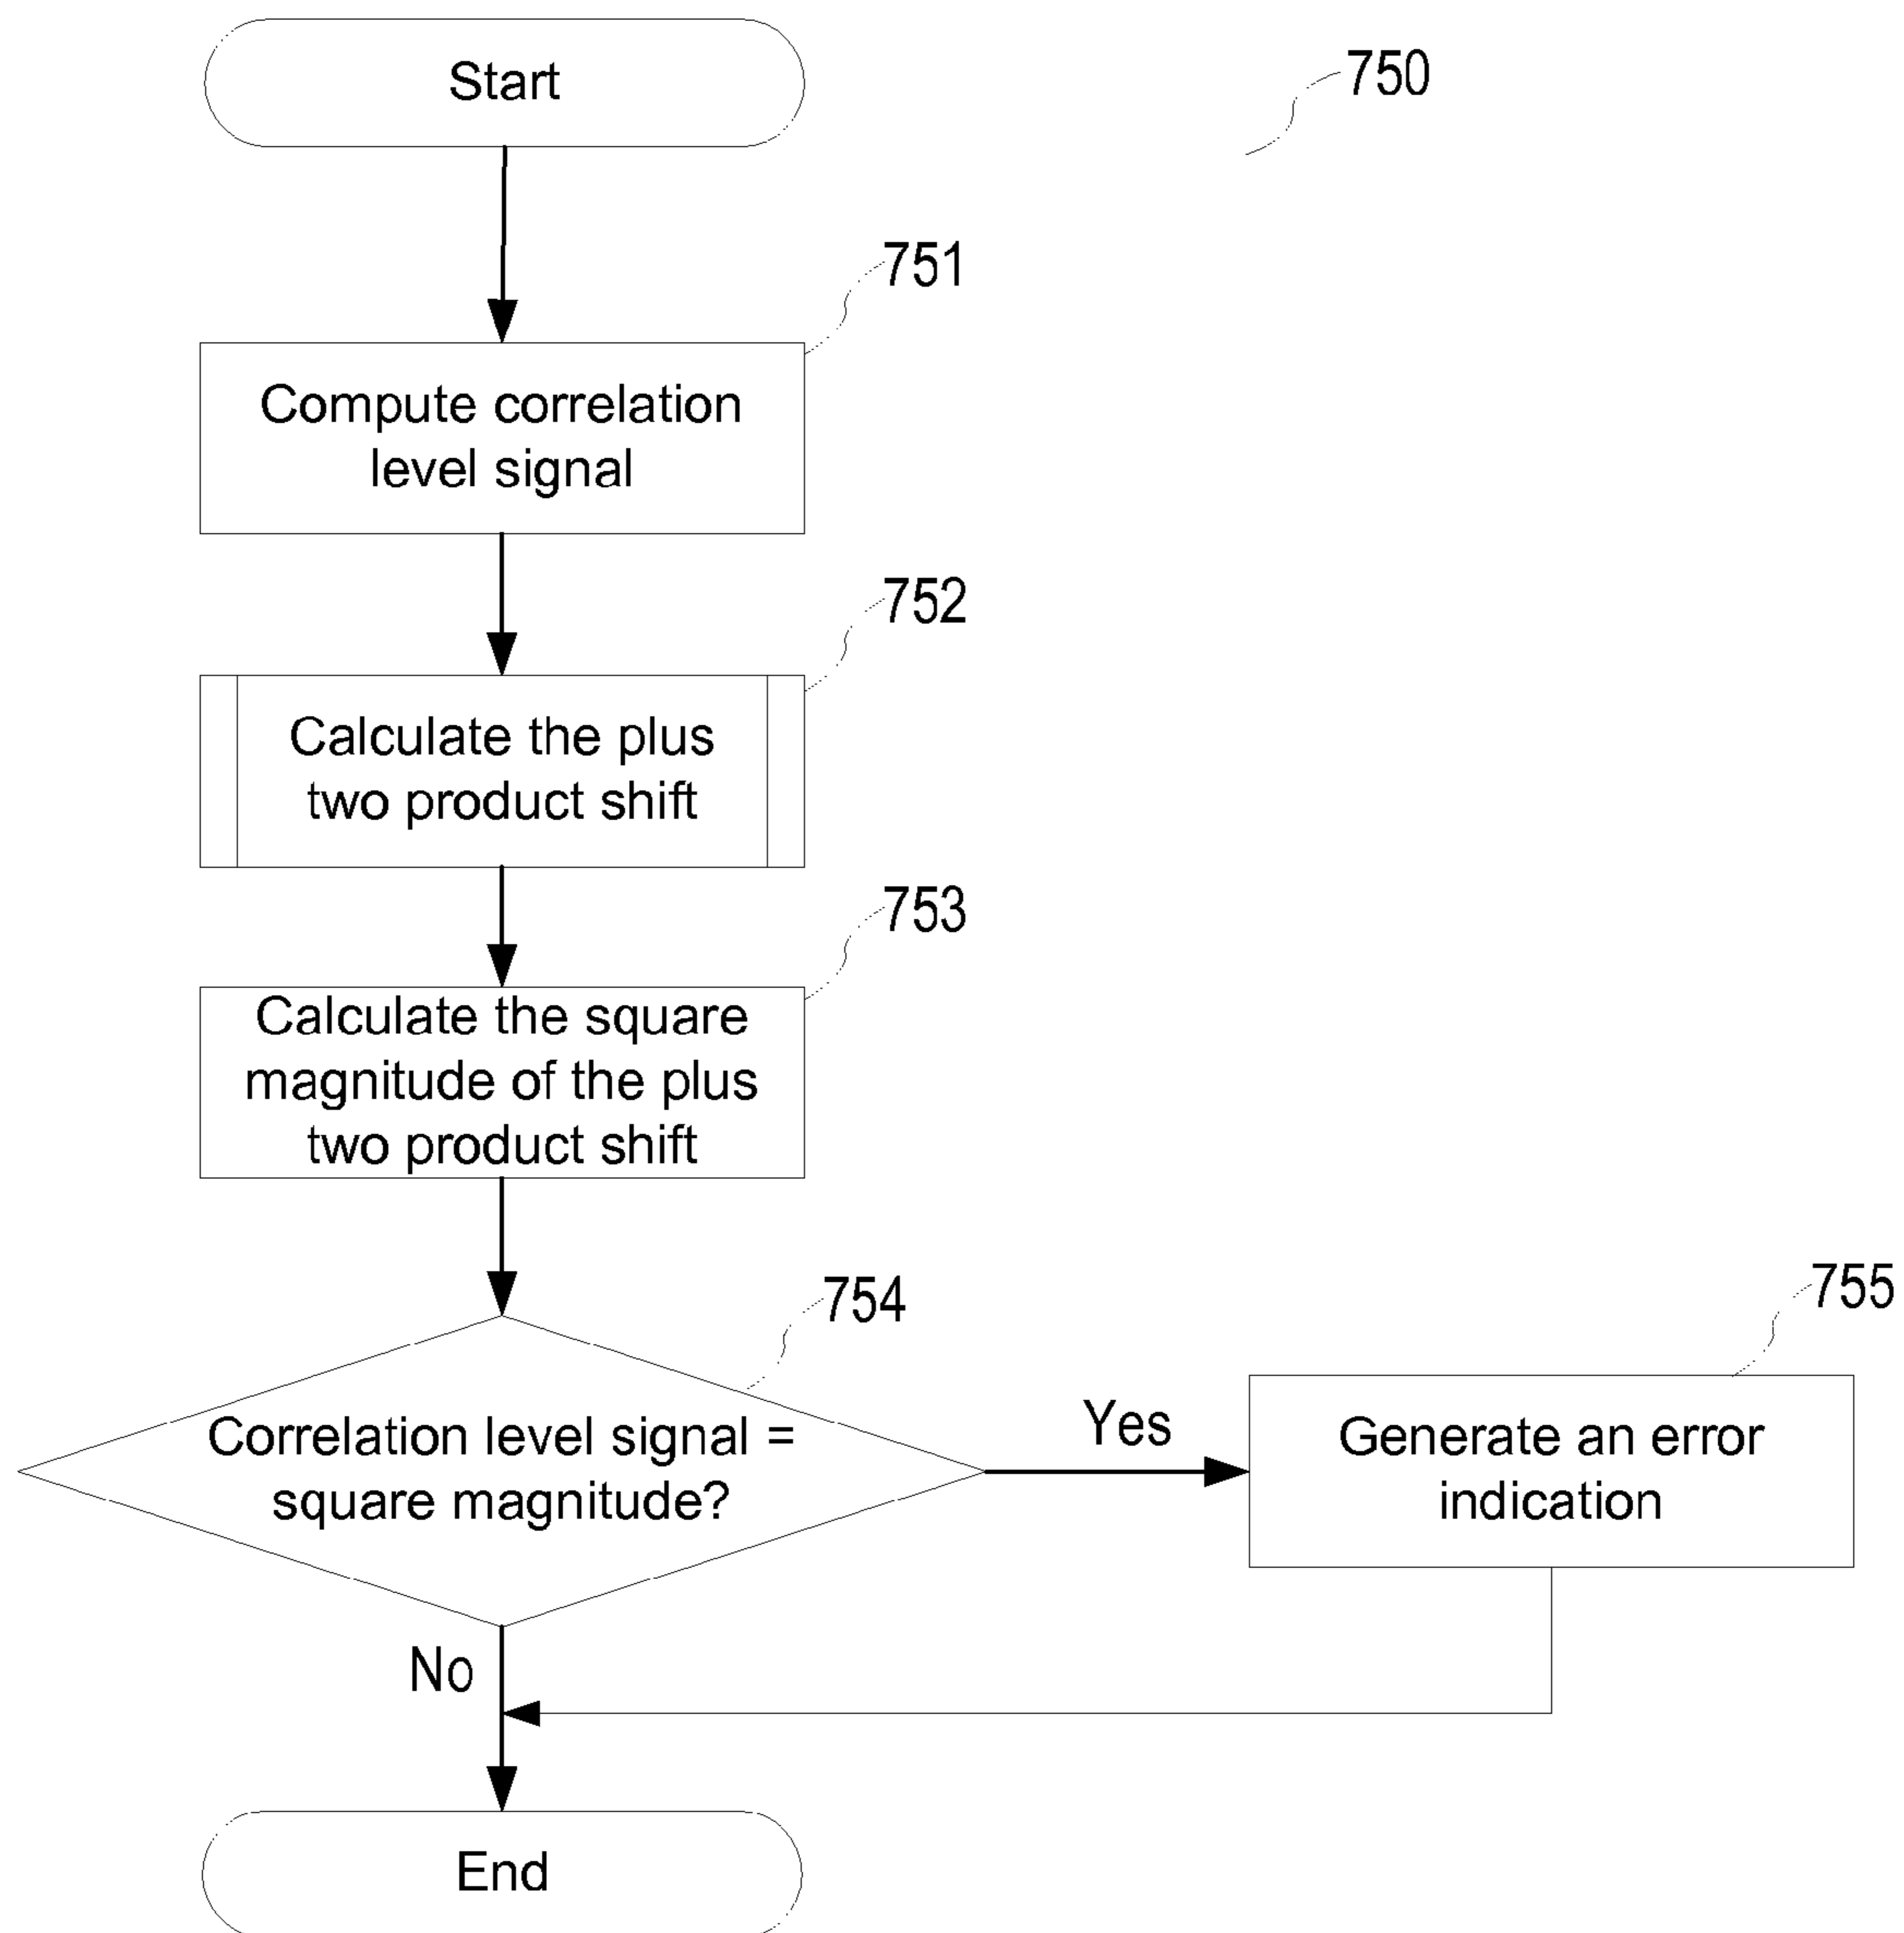 Start
750
751
Compute correlation
level signal
752
Calculate the plus
two product shift
753
Calculate the square
magnitude of the plus
two product shift
754
755
Correlation level signal =
square magnitude?
Yes
Generate an error
indication
No
End